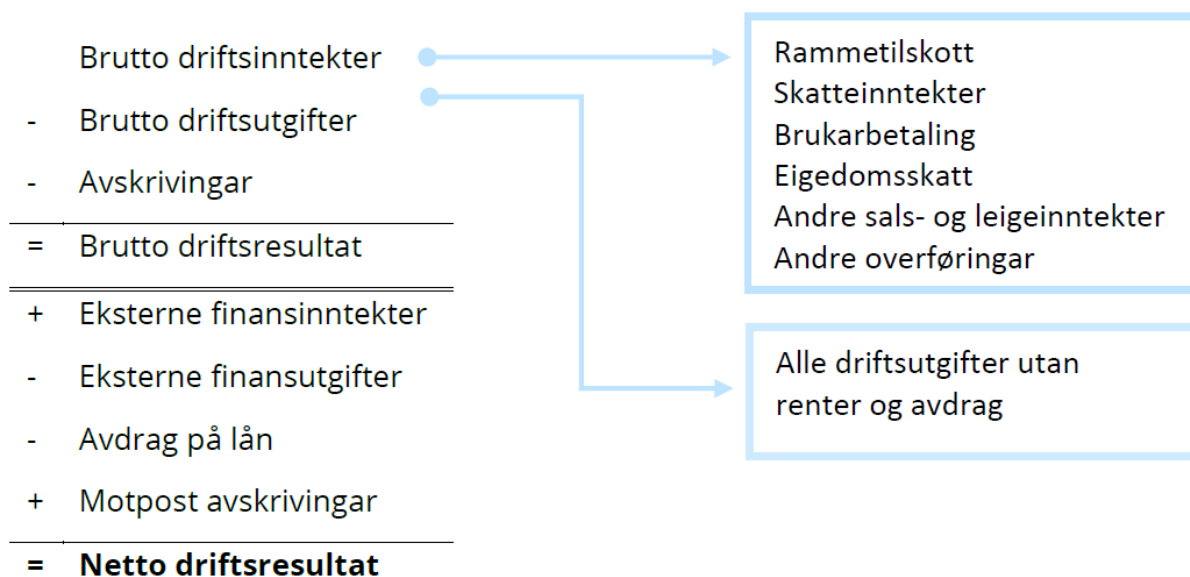 Brutto driftsinntekter
- Brutto driftsutgifter
- Avskrivingar
= Brutto driftsresultat
+ Eksterne finansinntekter
- Eksterne finansutgifter
- Avdrag på lån
+ Motpost avskrivingar
= Netto driftsresultat
Rammetilskott
Skatteinntekter
Brukarbetaling
Eigedomsskatt
Andre sals- og leigeinntekter
Andre overføringar
Alle driftsutgifter utan
renter og avdrag